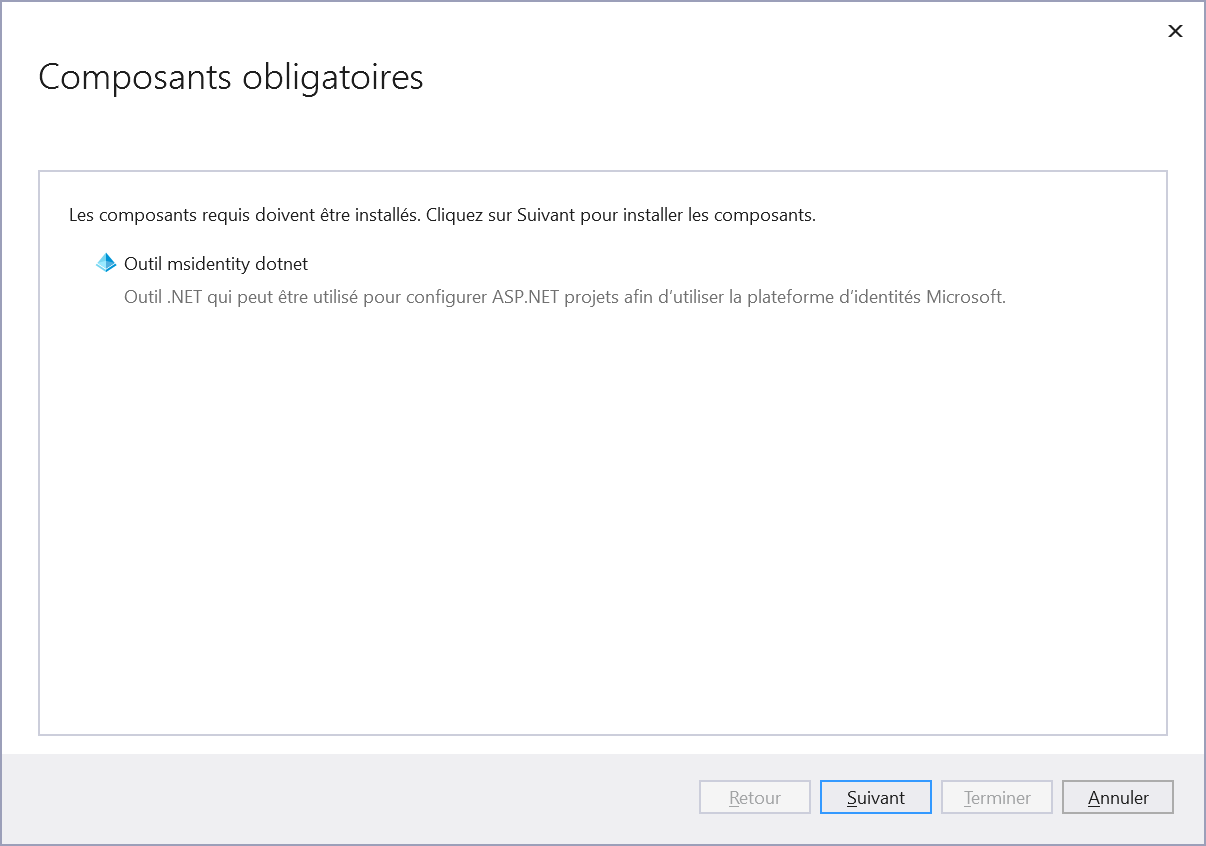 Composants obligatoires
Les composants requis doivent être installés. Cliquez sur Suivant pour installer les composants.
Outil msidentity dotnet
Outil .NET qui peut être utilisé pour configurer ASP.NET projets afin d’utiliser la plateforme d’identités Microsoft.
Retour Suivant Terminer Annuler